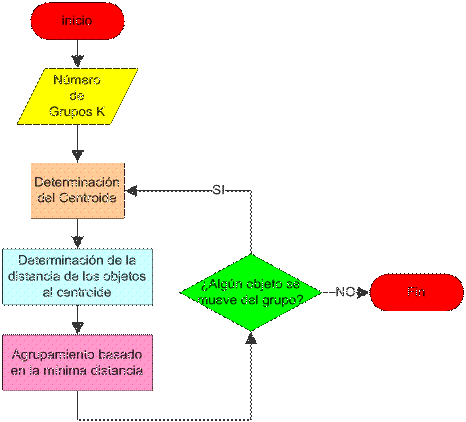 Inicio
Número
de
Grupos K
Determinación
del Centroide
SI
Determinación de la
distancia de los objetos
al centroide
¿Algún objeto se
mueve del grupo?
NO
Fin
Agrupamiento basado
en la mínima distancia